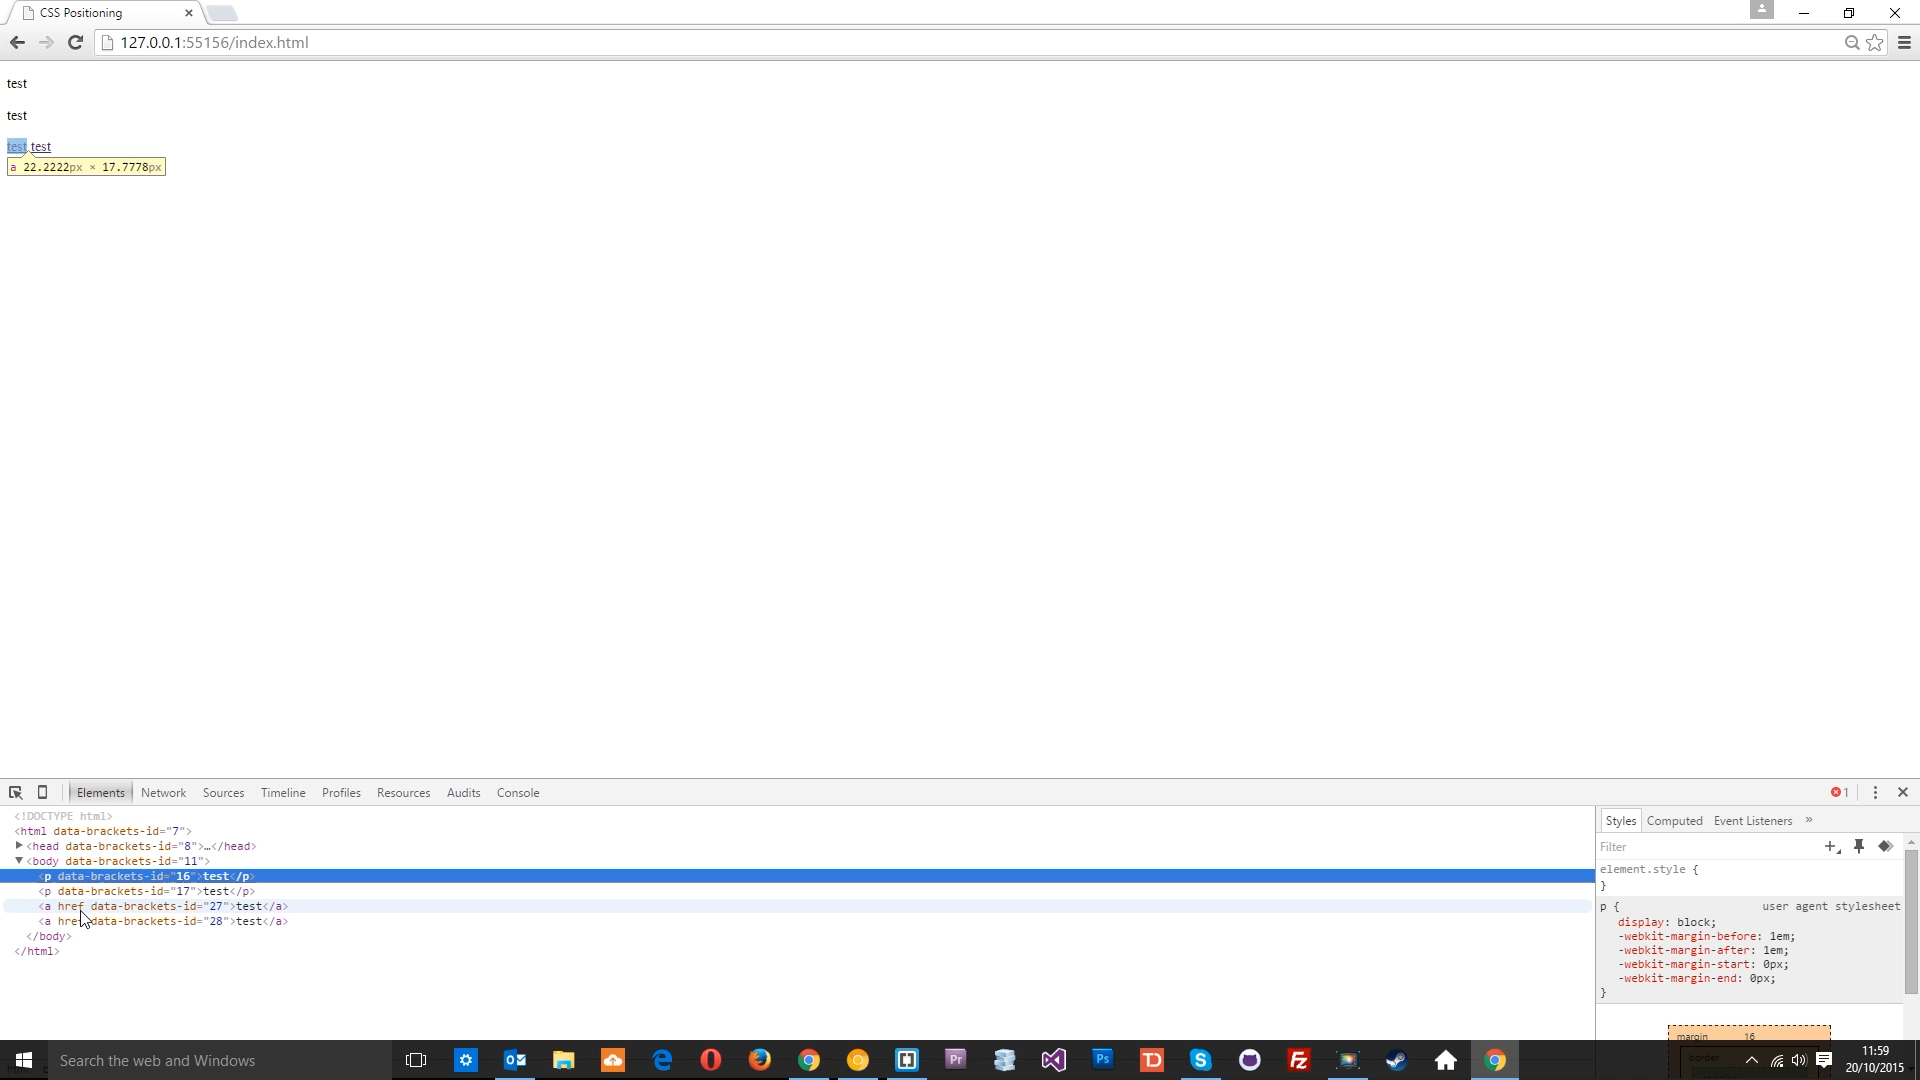 CSS Positioning
127.0.0.1:55156/index.html
test
test
test test
a 22.2222px × 17.7778px
Elements Network Sources Timeline Profiles Resources Audits Console 1
<!DOCTYPE html>
<html data-brackets-id="7">
<head data-brackets-id="8">…</head>
<body data-brackets-id="11">
<p data-brackets-id="16">test</p>
<p data-brackets-id="17">test</p>
<a href data-brackets-id="27">test</a>
<a href data-brackets-id="28">test</a>
</body>
</html>
Styles Computed Event Listeners »
Filter
element.style {
}
p { user agent stylesheet
display: block;
-webkit-margin-before: 1em;
-webkit-margin-after: 1em;
-webkit-margin-start: 0px;
-webkit-margin-end: 0px;
}
margin 16
border
Search the web and Windows
Pr
Ps
TD
Fz
11:59
20/10/2015